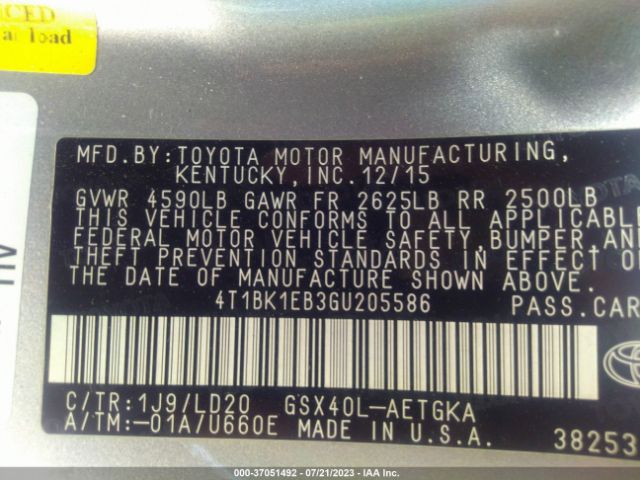 NCED
al load
MFD.BY:TOYOTA MOTOR MANUFACTURING,
KENTUCKY,INC.12/15
GVWR 4590LB GAWR FR 2625LB RR 2500LB
THIS VEHICLE CONFORMS TO ALL APPLICABLE
FEDERAL MOTOR VEHICLE SAFETY,BUMPER,AND
THEFT PREVENTION STANDARDS IN EFFECT O
THE DATE OF MANUFACTURE SHOWN ABOVE.
4T1BK1EB3GU205586 PASS.CAR
C/TR:1J9/LD20 GSX40L-AETGKA
A/TM:-01A/U660E MADE IN U.S.A.
38253
000-37051492 - 07/21/2023 - IAA Inc.